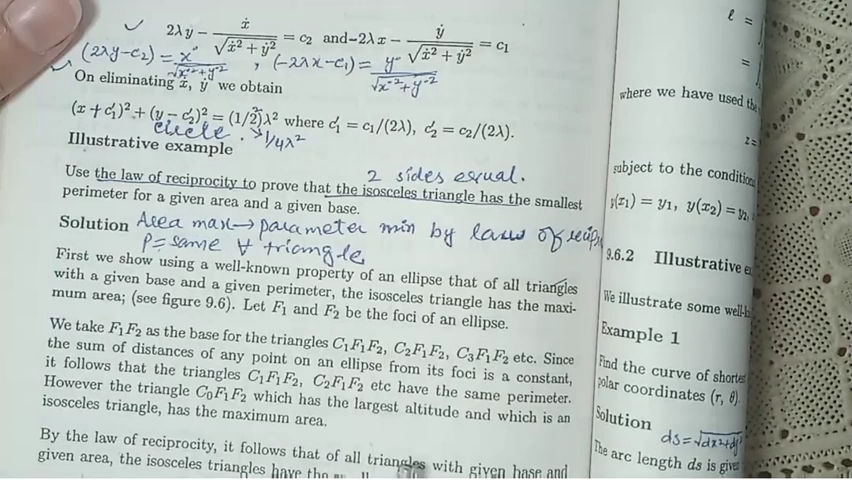 2λy − ẋ/√(ẋ² + ẏ²) = c₂ and −2λx − ẏ/√(ẋ² + ẏ²) = c₁
(2λy−c₂) = ẋ/√(ẋ²+ẏ²) , (−2λx−c₁) = ẏ/√(ẋ²+ẏ²)
On eliminating ẋ, ẏ we obtain
(x + c′₁)² + (y − c′₂)² = (1/2)λ² where c′₁ = c₁/(2λ), c′₂ = c₂/(2λ).
circle. → 1/4λ²
Illustrative example
2 sides equal.
Use the law of reciprocity to prove that the isosceles triangle has the smallest
perimeter for a given area and a given base.
Solution Area max → parameter min by laws of
P = same ∀ triangle
First we show using a well-known property of an ellipse that of all triangles
with a given base and a given perimeter, the isosceles triangle has the maxi-
mum area; (see figure 9.6). Let F₁ and F₂ be the foci of an ellipse.
We take F₁F₂ as the base for the triangles C₁F₁F₂, C₂F₁F₂, C₃F₁F₂ etc. Since
the sum of distances of any point on an ellipse from its foci is a constant,
it follows that the triangles C₁F₁F₂, C₂F₁F₂ etc have the same perimeter.
However the triangle C₀F₁F₂ which has the largest altitude and which is an
isosceles triangle, has the maximum area.
By the law of reciprocity, it follows that of all triangles with given base and
given area, the isosceles triangles have the
ℓ =
=
where we have used the
z =
subject to the condition
y(x₁) = y₁, y(x₂) = y₂,
9.6.2 Illustrative
We illustrate some well-
Example 1
Find the curve of shortes
polar coordinates (r, θ).
Solution
ds = √dx²+dy²
The arc length ds is give